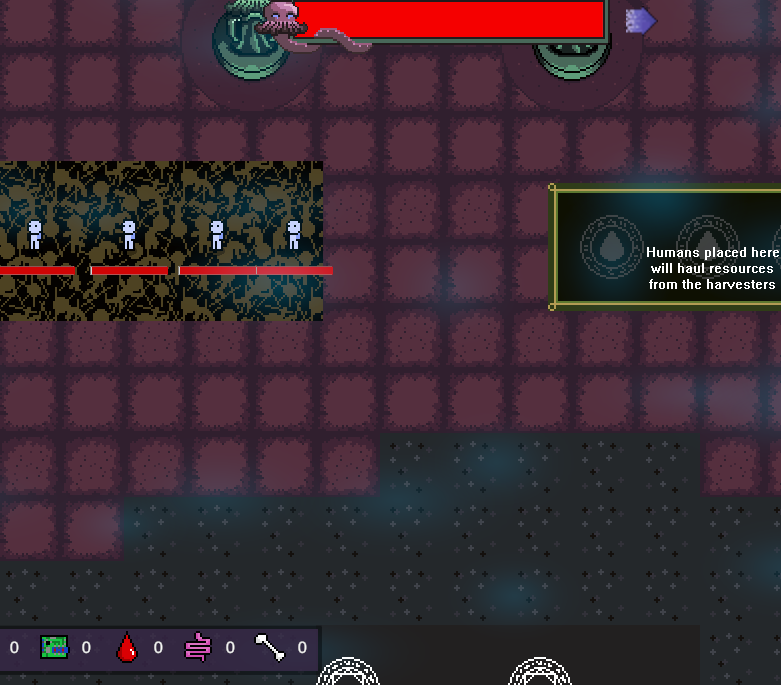 Humans placed here
will haul resources
from the harvesters
0 0 0 0 0